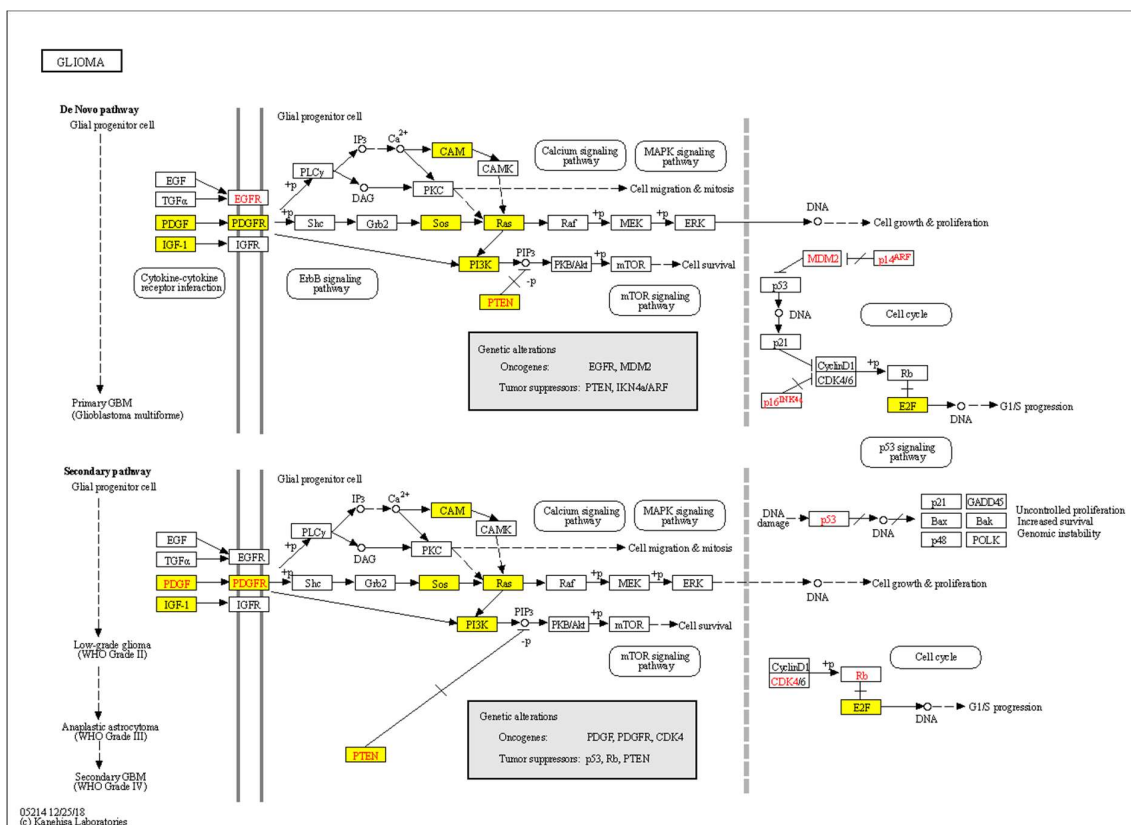 GLIOMA
De Novo pathway
Glial progenitor cell
Glial progenitor cell
IP3
Ca2+
CAM
CAMK
PLCγ
+p
DAG
PKC
Calcium signaling
pathway
MAPK signaling
pathway
Cell migration & mitosis
EGF
TGFα
EGFR
PDGF
PDGFR
+p
Shc
Grb2
Sos
Ras
Raf
+p
MEK
+p
ERK
DNA
Cell growth & proliferation
IGF-1
IGFR
PI3K
PIP3
-p
PKB/Akt
+p
mTOR
Cell survival
PTEN
Cytokine-cytokine
receptor interaction
ErbB signaling
pathway
mTOR signaling
pathway
MDM2
p14ARF
p53
DNA
p21
Cell cycle
CyclinD1
CDK4/6
+p
Rb
p16INK4a
E2F
DNA
G1/S progression
Genetic alterations
Oncogenes: EGFR, MDM2
Tumor suppressors: PTEN, IKN4a/ARF
Primary GBM
(Glioblastoma multiforme)
p53 signaling
pathway
Secondary pathway
Glial progenitor cell
Glial progenitor cell
IP3
Ca2+
CAM
CAMK
PLCγ
+p
DAG
PKC
Calcium signaling
pathway
MAPK signaling
pathway
Cell migration & mitosis
DNA
damage
p53
DNA
p21
GADD45
Bax
Bak
p48
POLK
Uncontrolled proliferation
Increased survival
Genomic instability
EGF
TGFα
EGFR
PDGF
PDGFR
+p
Shc
Grb2
Sos
Ras
Raf
+p
MEK
+p
ERK
DNA
Cell growth & proliferation
IGF-1
IGFR
PI3K
PIP3
-p
PKB/Akt
+p
mTOR
Cell survival
mTOR signaling
pathway
Low-grade glioma
(WHO Grade II)
CyclinD1
CDK4/6
+p
Rb
Cell cycle
E2F
DNA
G1/S progression
Anaplastic astrocytoma
(WHO Grade III)
PTEN
Genetic alterations
Oncogenes: PDGF, PDGFR, CDK4
Tumor suppressors: p53, Rb, PTEN
Secondary GBM
(WHO Grade IV)
05214 12/25/18
(c) Kanehisa Laboratories